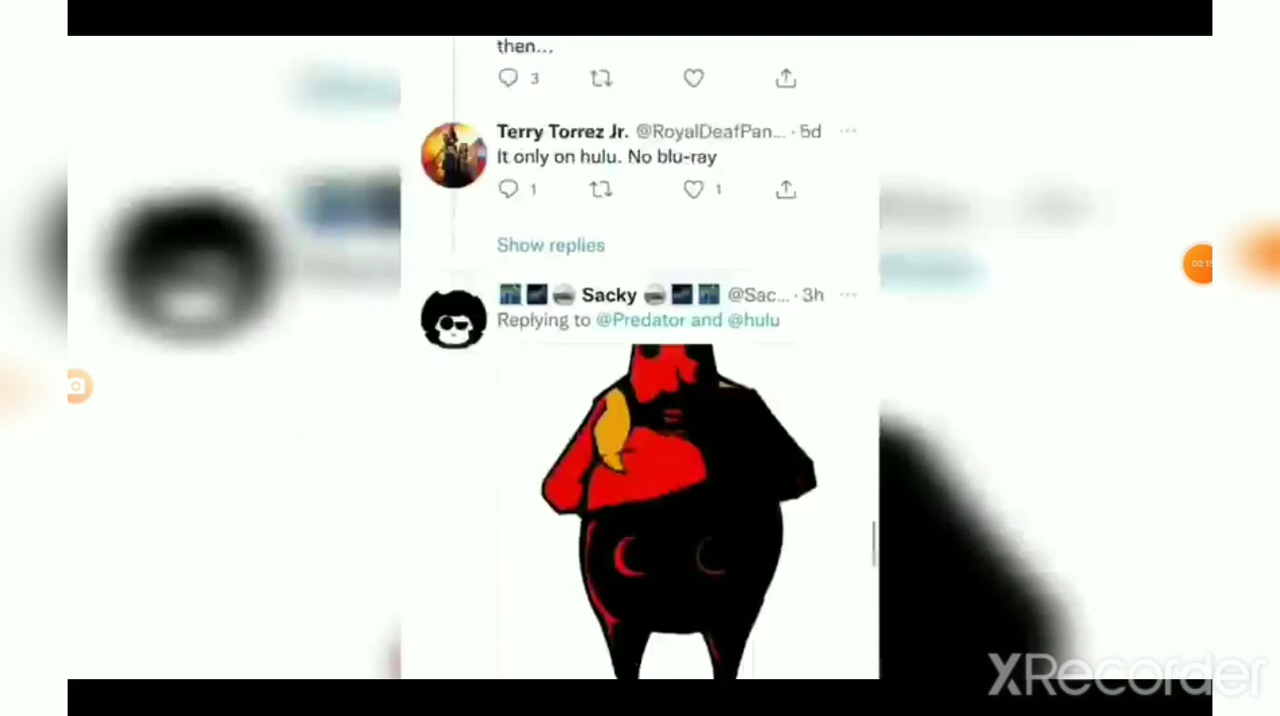 then...
3
Terry Torrez Jr. @RoyalDeafPan... · 5d
It only on hulu. No blu-ray
1 1
Show replies
Sacky @Sac... · 3h
Replying to @Predator and @hulu
XRecorder